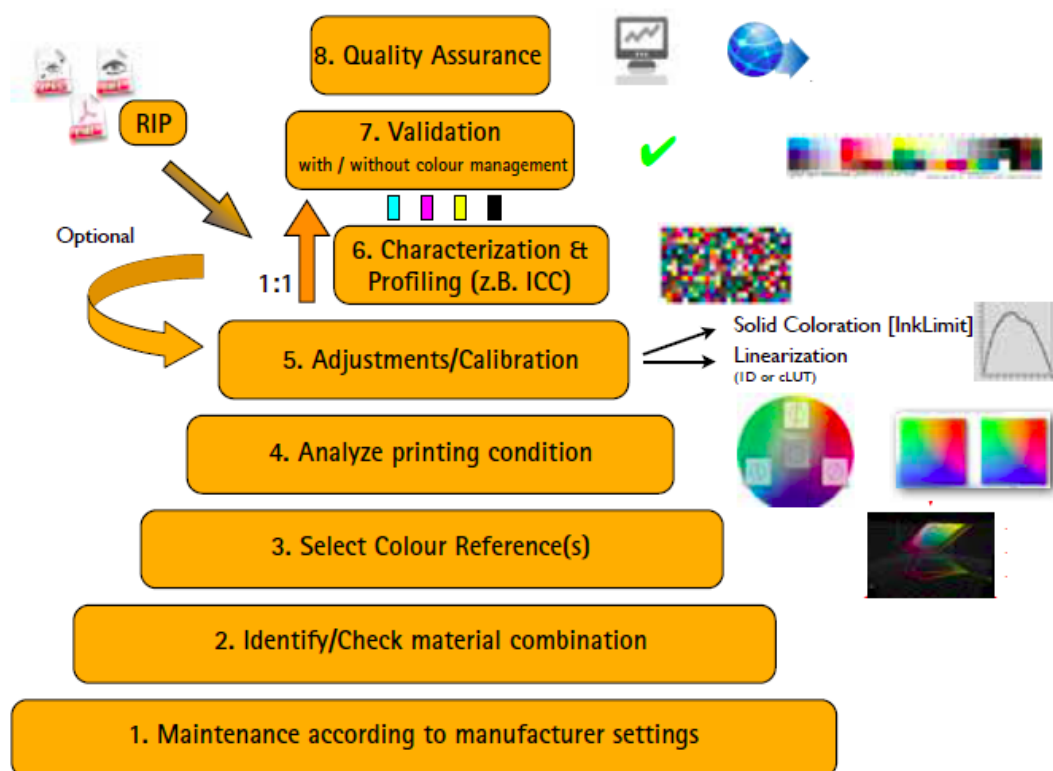 8. Quality Assurance
RIP
7. Validation
with / without colour management
Optional
1:1
6. Characterization &
Profiling (z.B. ICC)
5. Adjustments/Calibration
Solid Coloration [InkLimit]
Linearization
(1D or cLUT)
4. Analyze printing condition
3. Select Colour Reference(s)
2. Identify/Check material combination
1. Maintenance according to manufacturer settings